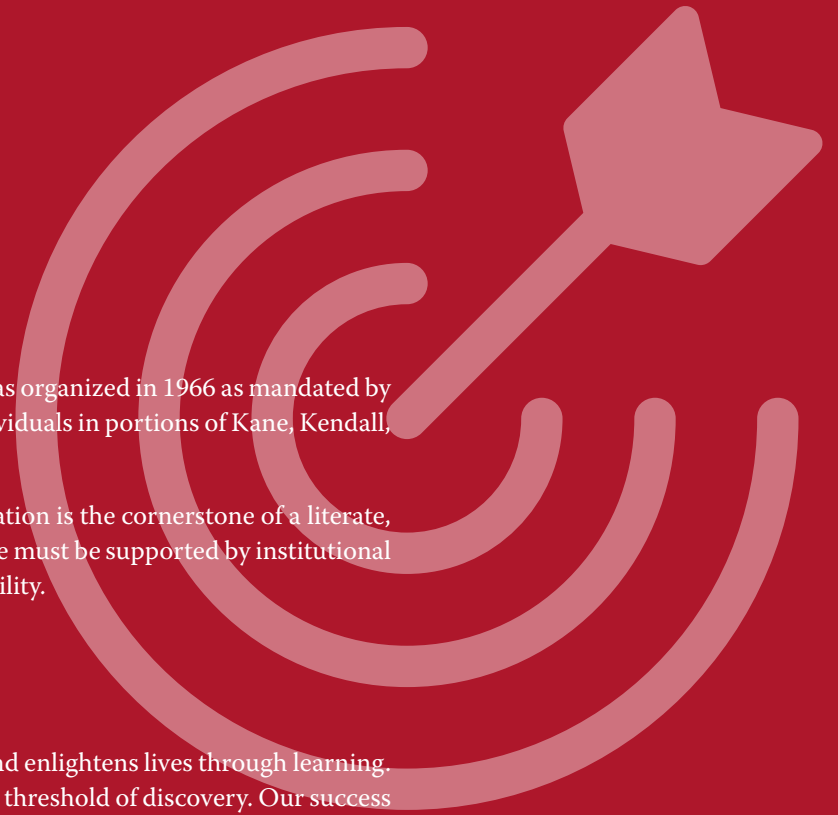 as organized in 1966 as mandated by
viduals in portions of Kane, Kendall,
ation is the cornerstone of a literate,
e must be supported by institutional
ility.
nd enlightens lives through learning.
threshold of discovery. Our success